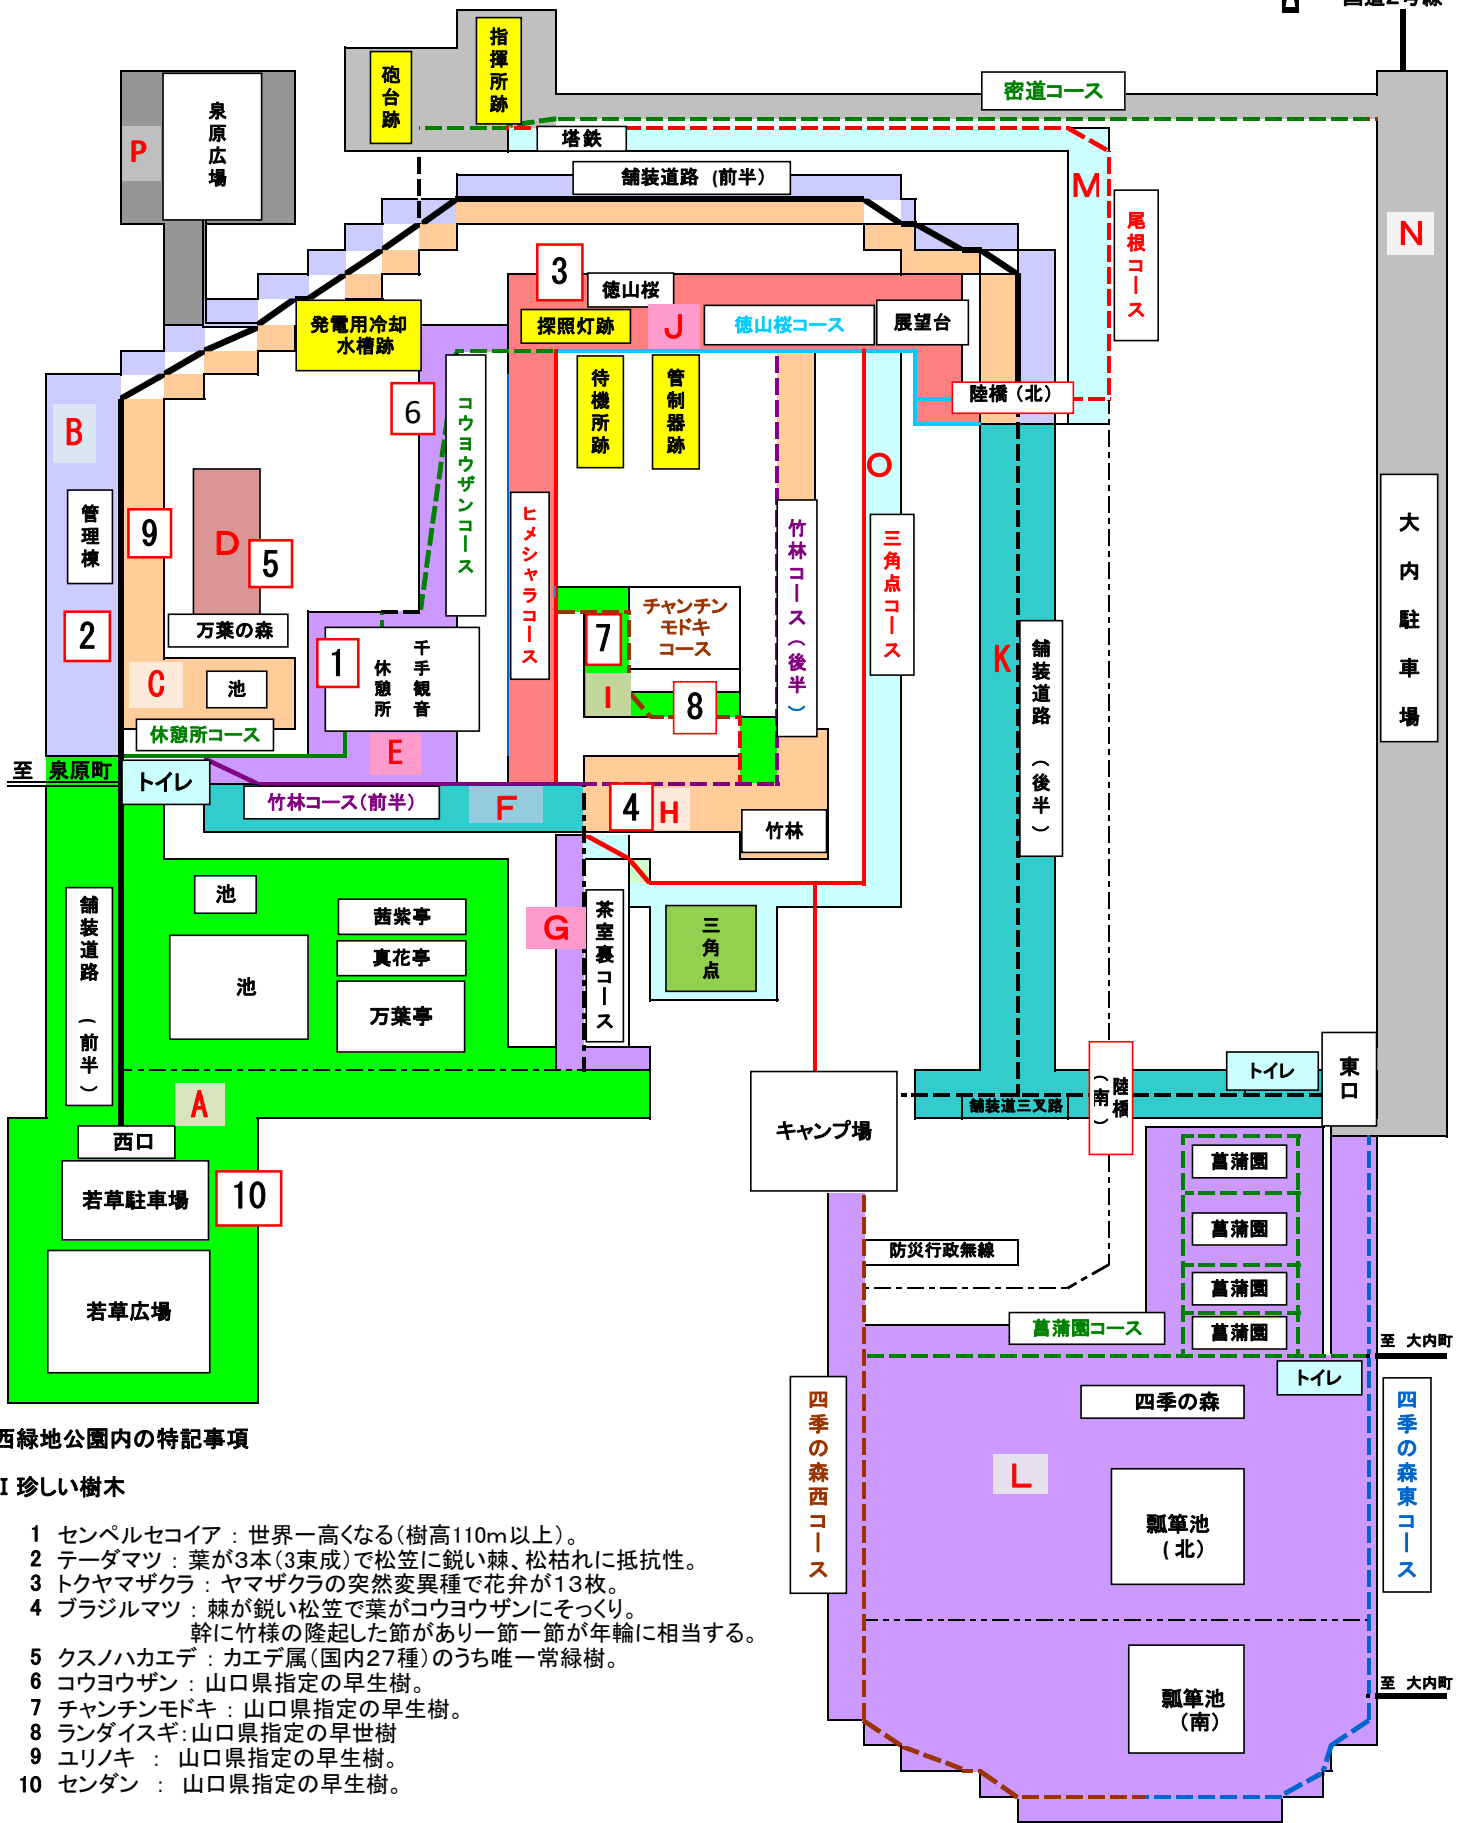 国道2号線
指揮所跡
砲台跡
密道コース
泉原広場
P
塔鉄
舗装道路 (前半）
M
尾根コース
N
3
徳山桜
発電用冷却
水槽跡
探照灯跡
J
徳山桜コース
展望台
6
コウヨウザンコース
待機所跡
管制器跡
陸橋（北）
B
O
管理棟
9
D
5
ヒメシャラコース
竹林コース（後半）
三角点コース
大内駐車場
2
万葉の森
1
千手観音
休憩所
7
チャンチン
モドキ
コース
K
舗装道路（後半）
C
池
I
8
休憩所コース
E
至 泉原町
トイレ
竹林コース(前半）
F
4
H
竹林
舗装道路（前半）
池
茜紫亭
真花亭
万葉亭
池
G
茶室裏コース
三角点
A
キャンプ場
舗装道三叉路
陸橋（南）
トイレ
東口
西口
若草駐車場
10
若草広場
菖蒲園
菖蒲園
菖蒲園
菖蒲園
防災行政無線
菖蒲園コース
至 大内町
トイレ
四季の森西コース
四季の森
四季の森東コース
L
瓢箪池
(北）
瓢箪池
（南）
至 大内町
西緑地公園内の特記事項
I 珍しい樹木
1 センペルセコイア : 世界一高くなる(樹高110m以上)。
2 テーダマツ : 葉が3本(3束成)で松笠に鋭い棘、松枯れに抵抗性。
3 トクヤマザクラ : ヤマザクラの突然変異種で花弁が13枚。
4 ブラジルマツ : 棘が鋭い松笠で葉がコウヨウザンにそっくり。
幹に竹様の隆起した節があり一節一節が年輪に相当する。
5 クスノハカエデ : カエデ属(国内27種)のうち唯一常緑樹。
6 コウヨウザン : 山口県指定の早生樹。
7 チャンチンモドキ : 山口県指定の早生樹。
8 ランダイスギ:山口県指定の早世樹
9 ユリノキ : 山口県指定の早生樹。
10 センダン : 山口県指定の早生樹。